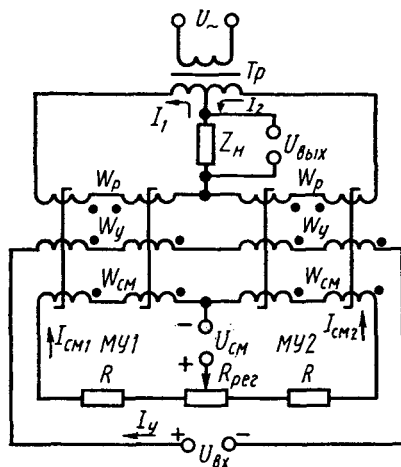 U~
Tp
I₁ I₂
Zн Uвых
Wр Wр
Wу Wу
Wсм Wсм
Iсм1 МУ1 − Uсм МУ2 Iсм2
+
R Rрег R
Iу + Uвх −